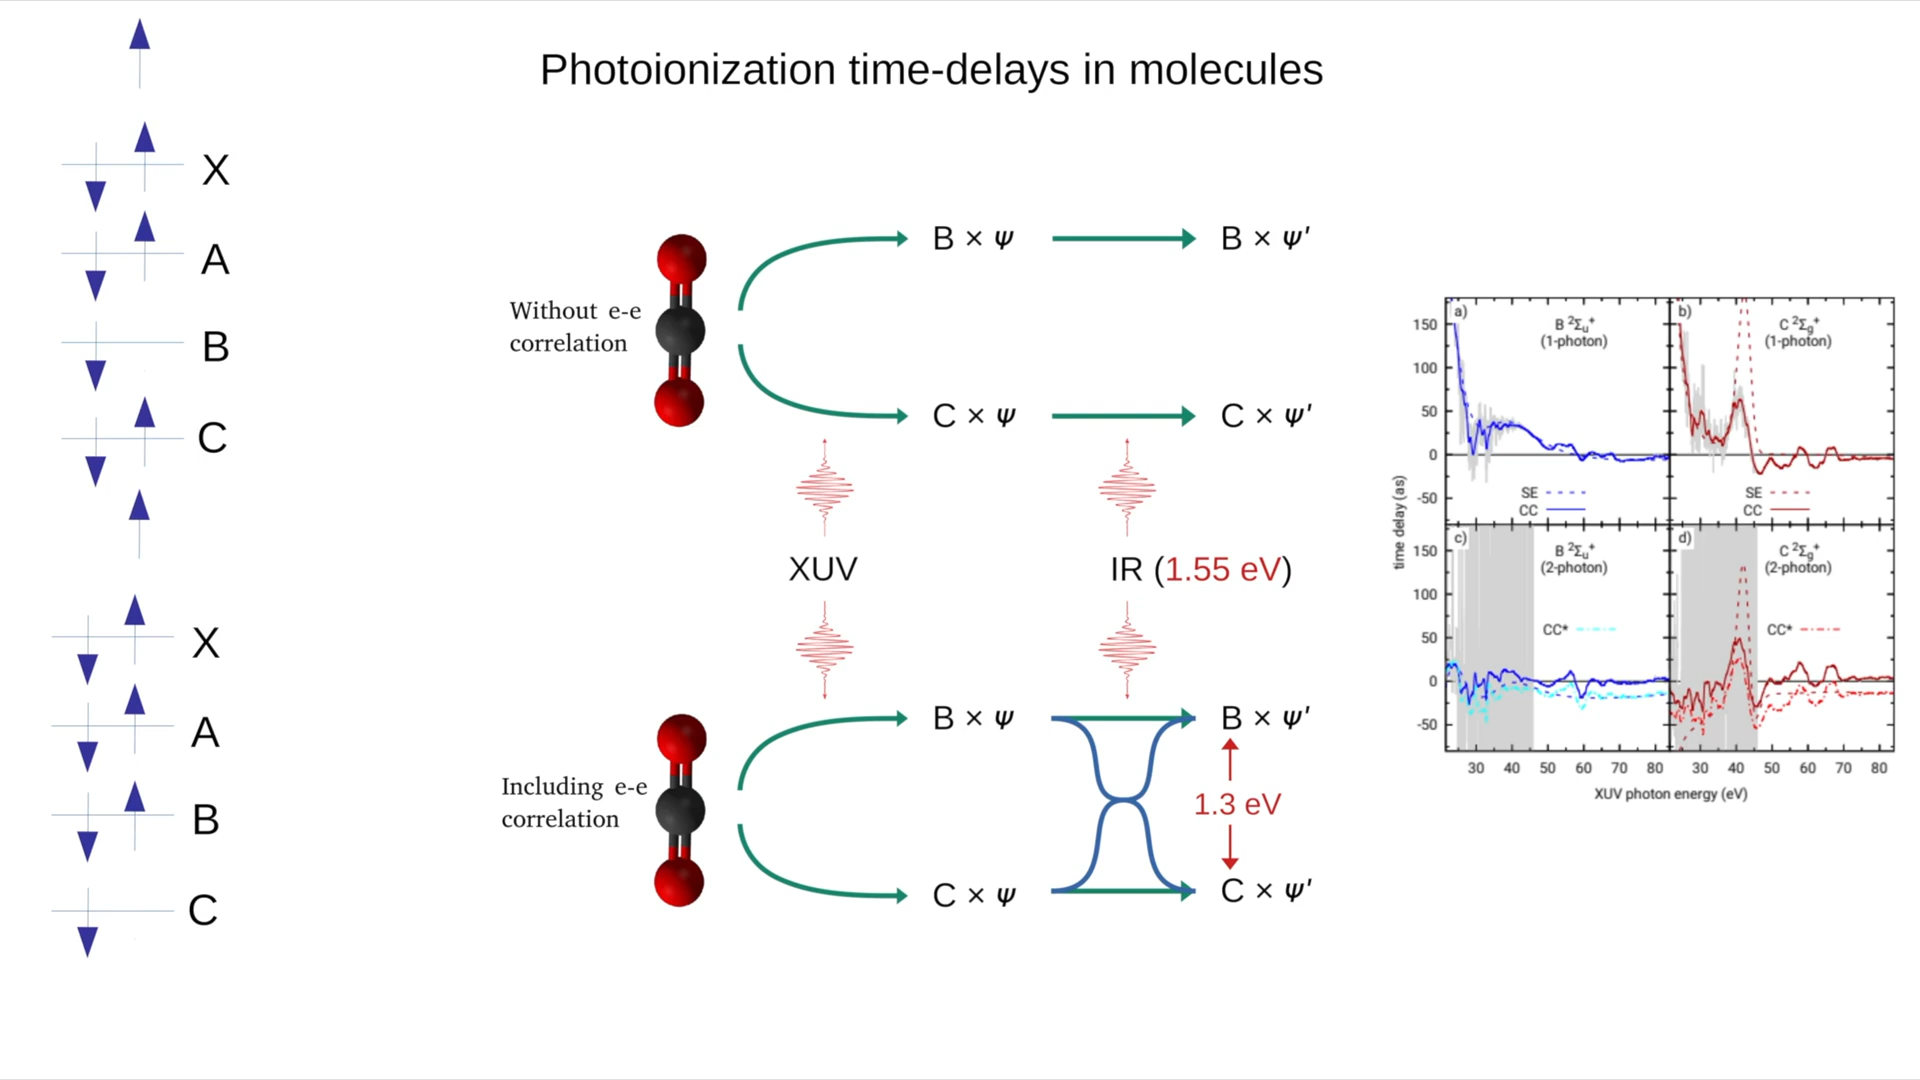 Photoionization time-delays in molecules
X
A
B
C
X
A
B
C
Without e-e
correlation
B × ψ
B × ψ′
C × ψ
C × ψ′
XUV
IR (1.55 eV)
Including e-e
correlation
B × ψ
B × ψ′
1.3 eV
C × ψ
C × ψ′
time delay (as)
a)
B ²Σᵤ⁺
(1-photon)
150
100
50
0
-50
SE
CC
b)
C ²Σg⁺
(1-photon)
SE
CC
c)
B ²Σᵤ⁺
(2-photon)
150
100
50
0
-50
CC*
d)
C ²Σg⁺
(2-photon)
CC*
30 40 50 60 70 80 30 40 50 60 70 80
XUV photon energy (eV)